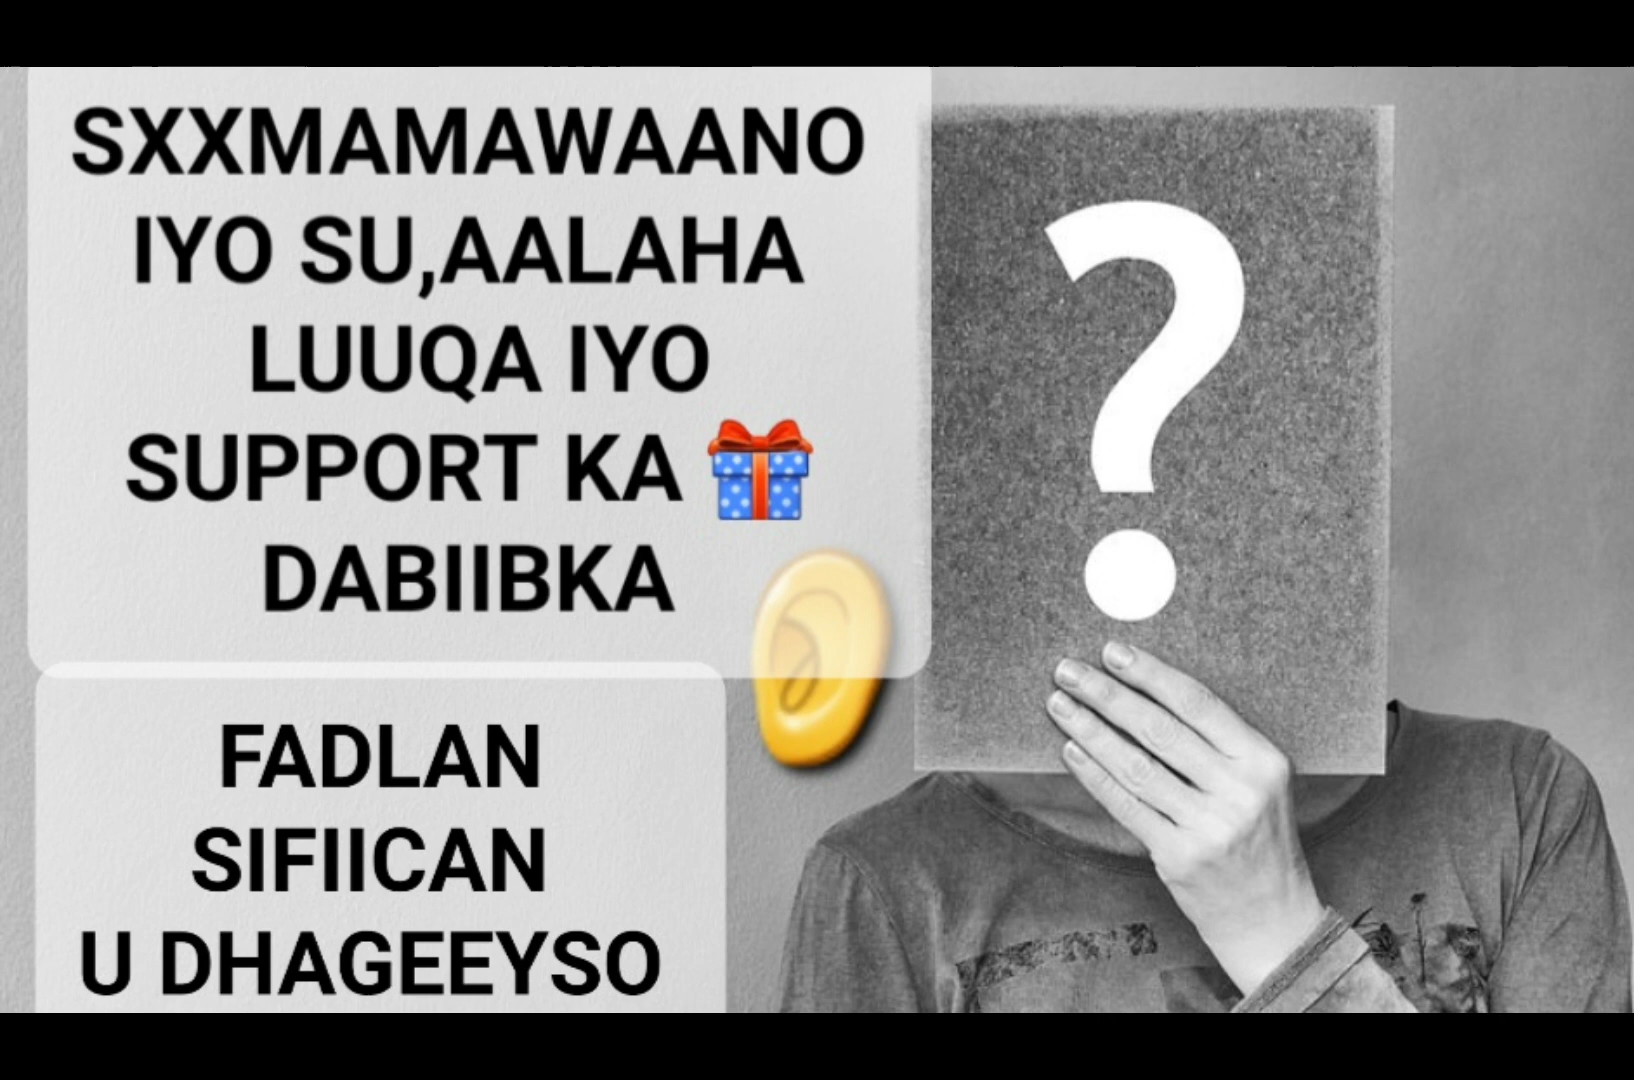 SXXMAMAWAANO
IYO SU,AALAHA
LUUQA IYO
SUPPORT KA 🎁
DABIIBKA
FADLAN
SIFIICAN
U DHAGEEYSO
?